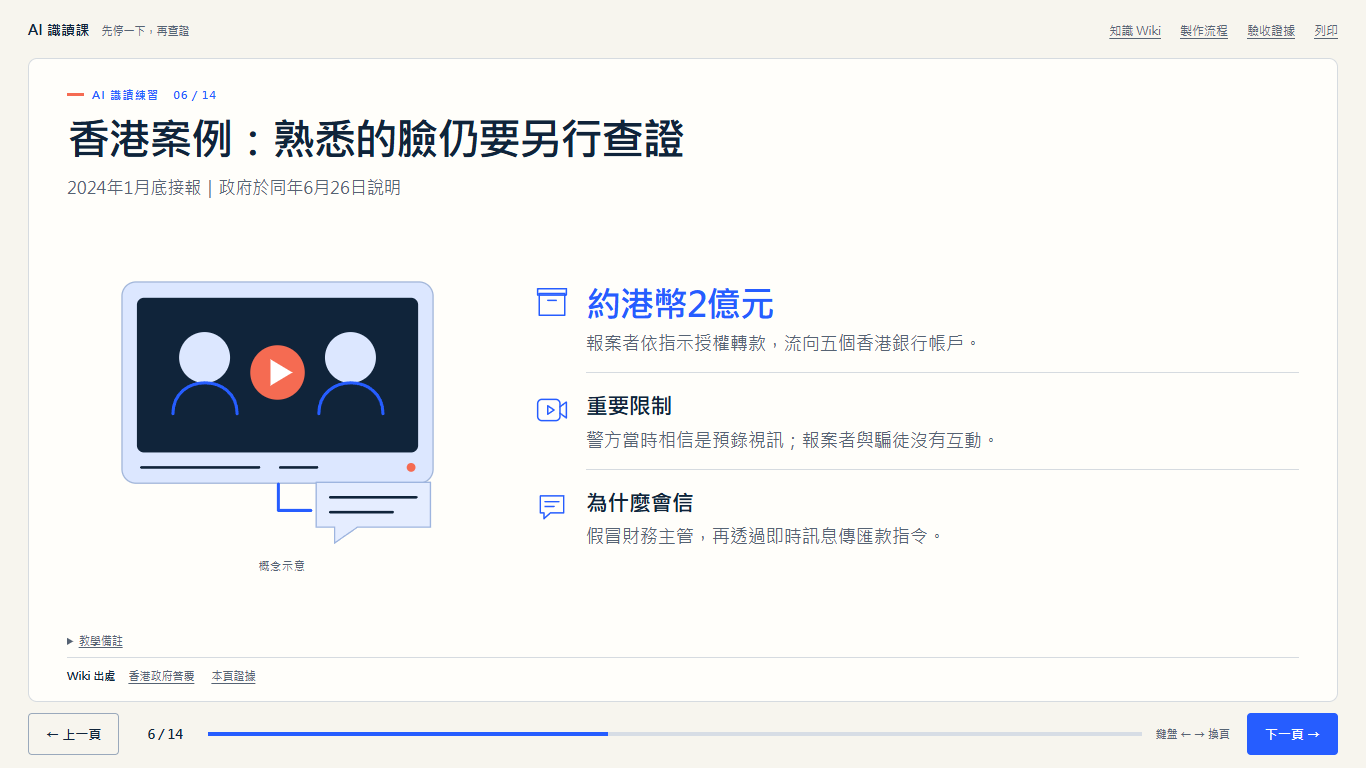 AI 識讀課 先停一下，再查證
知識 Wiki 製作流程 驗收證據 列印
AI 識讀練習 06 / 14
香港案例：熟悉的臉仍要另行查證
2024年1月底接報｜政府於同年6月26日說明
約港幣2億元
報案者依指示授權轉款，流向五個香港銀行帳戶。
重要限制
警方當時相信是預錄視訊；報案者與騙徒沒有互動。
為什麼會信
假冒財務主管，再透過即時訊息傳匯款指令。
概念示意
▶ 教學備註
Wiki 出處 香港政府答覆 本頁證據
← 上一頁 6 / 14 鍵盤 ← → 換頁 下一頁 →